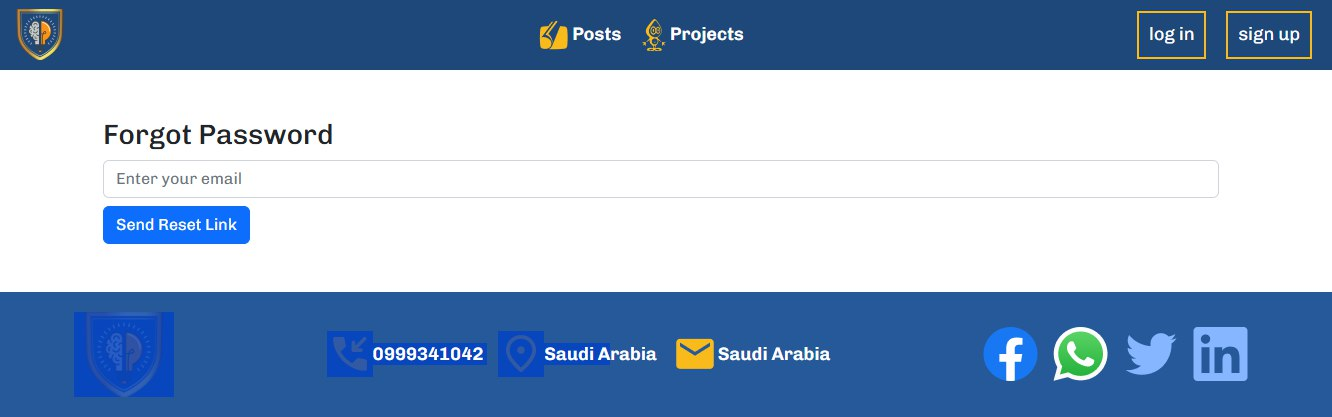 Posts Projects log in sign up
Forgot Password
Enter your email
Send Reset Link
0999341042 Saudi Arabia Saudi Arabia